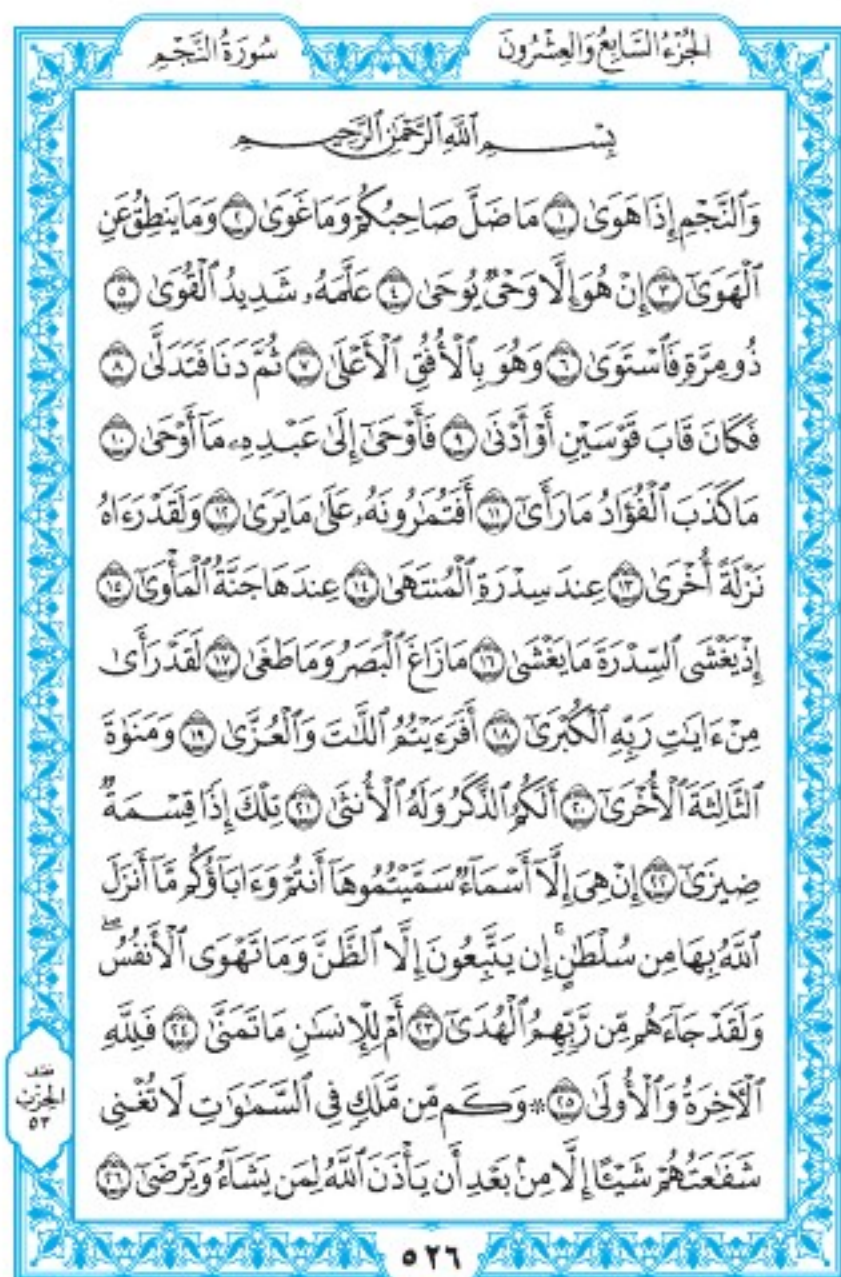 الجُزْءُ السَّابِعُ وَالعِشْرُونَ سُورَةُ النَّجْمِ
بِسْمِ ٱللَّهِ ٱلرَّحْمَٰنِ ٱلرَّحِيمِ
وَٱلنَّجْمِ إِذَا هَوَىٰ ١ مَا ضَلَّ صَاحِبُكُمْ وَمَا غَوَىٰ ٢ وَمَا يَنطِقُ عَنِ
ٱلْهَوَىٰٓ ٣ إِنْ هُوَ إِلَّا وَحْىٌ يُوحَىٰ ٤ عَلَّمَهُۥ شَدِيدُ ٱلْقُوَىٰ ٥
ذُو مِرَّةٍ فَٱسْتَوَىٰ ٦ وَهُوَ بِٱلْأُفُقِ ٱلْأَعْلَىٰ ٧ ثُمَّ دَنَا فَتَدَلَّىٰ ٨
فَكَانَ قَابَ قَوْسَيْنِ أَوْ أَدْنَىٰ ٩ فَأَوْحَىٰٓ إِلَىٰ عَبْدِهِۦ مَآ أَوْحَىٰ ١٠
مَا كَذَبَ ٱلْفُؤَادُ مَا رَأَىٰٓ ١١ أَفَتُمَٰرُونَهُۥ عَلَىٰ مَا يَرَىٰ ١٢ وَلَقَدْ رَءَاهُ
نَزْلَةً أُخْرَىٰ ١٣ عِندَ سِدْرَةِ ٱلْمُنتَهَىٰ ١٤ عِندَهَا جَنَّةُ ٱلْمَأْوَىٰٓ ١٥
إِذْ يَغْشَى ٱلسِّدْرَةَ مَا يَغْشَىٰ ١٦ مَا زَاغَ ٱلْبَصَرُ وَمَا طَغَىٰ ١٧ لَقَدْ رَأَىٰ
مِنْ ءَايَٰتِ رَبِّهِ ٱلْكُبْرَىٰٓ ١٨ أَفَرَءَيْتُمُ ٱللَّٰتَ وَٱلْعُزَّىٰ ١٩ وَمَنَوٰةَ
ٱلثَّالِثَةَ ٱلْأُخْرَىٰٓ ٢٠ أَلَكُمُ ٱلذَّكَرُ وَلَهُ ٱلْأُنثَىٰ ٢١ تِلْكَ إِذًا قِسْمَةٌ
ضِيزَىٰٓ ٢٢ إِنْ هِىَ إِلَّآ أَسْمَآءٌ سَمَّيْتُمُوهَآ أَنتُمْ وَءَابَآؤُكُم مَّآ أَنزَلَ
ٱللَّهُ بِهَا مِن سُلْطَٰنٍ ۚ إِن يَتَّبِعُونَ إِلَّا ٱلظَّنَّ وَمَا تَهْوَى ٱلْأَنفُسُ ۖ
وَلَقَدْ جَآءَهُم مِّن رَّبِّهِمُ ٱلْهُدَىٰٓ ٢٣ أَمْ لِلْإِنسَٰنِ مَا تَمَنَّىٰ ٢٤ فَلِلَّهِ
ٱلْءَاخِرَةُ وَٱلْأُولَىٰ ٢٥ ۞ وَكَم مِّن مَّلَكٍ فِى ٱلسَّمَٰوَٰتِ لَا تُغْنِى
شَفَٰعَتُهُمْ شَيْـًٔا إِلَّا مِنۢ بَعْدِ أَن يَأْذَنَ ٱللَّهُ لِمَن يَشَآءُ وَيَرْضَىٰٓ ٢٦
الحِزْبِ
٥٣
٥٢٦